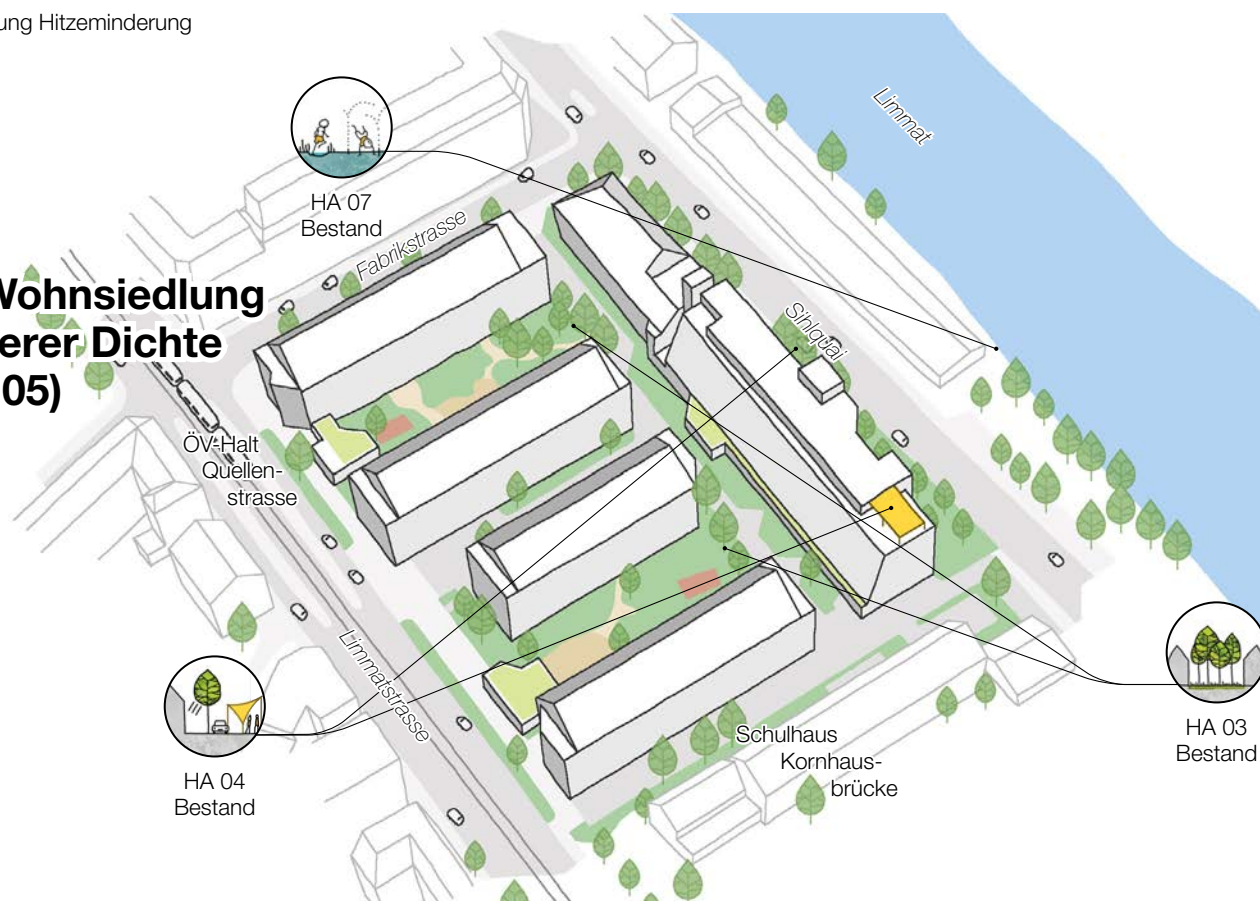 ung Hitzeminderung
Limmat
HA 07
Bestand
Fabrikstrasse
Wohnsiedlung
erer Dichte
05)
Sihlquai
ÖV-Halt
Quellen-
strasse
Limmatstrasse
HA 03
Bestand
Schulhaus
Kornhaus-
brücke
HA 04
Bestand